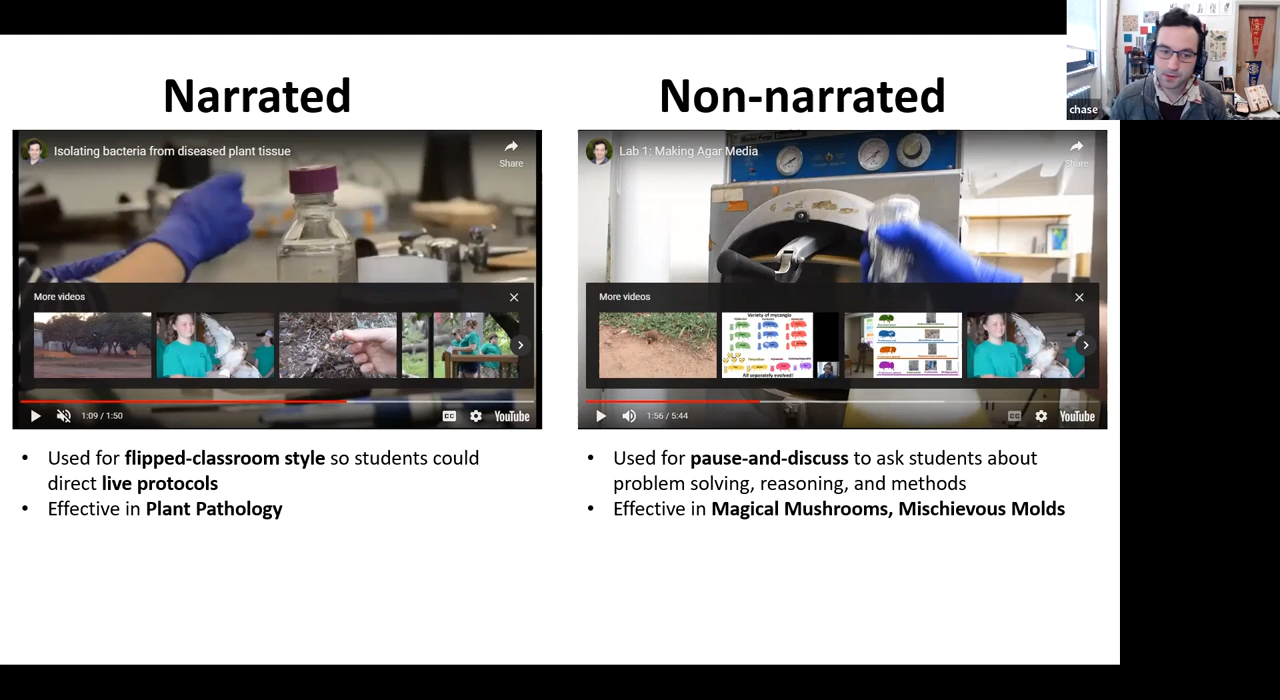 Narrated
Non-narrated
chase
Isolating bacteria from diseased plant tissue
Share
More videos
1:09 / 1:50
CC
YouTube
Lab 1: Making Agar Media
Share
More videos
Variety of mycangia
All separately evolved!
1:56 / 5:44
CC
YouTube
• Used for flipped-classroom style so students could
direct live protocols
• Effective in Plant Pathology
• Used for pause-and-discuss to ask students about
problem solving, reasoning, and methods
• Effective in Magical Mushrooms, Mischievous Molds